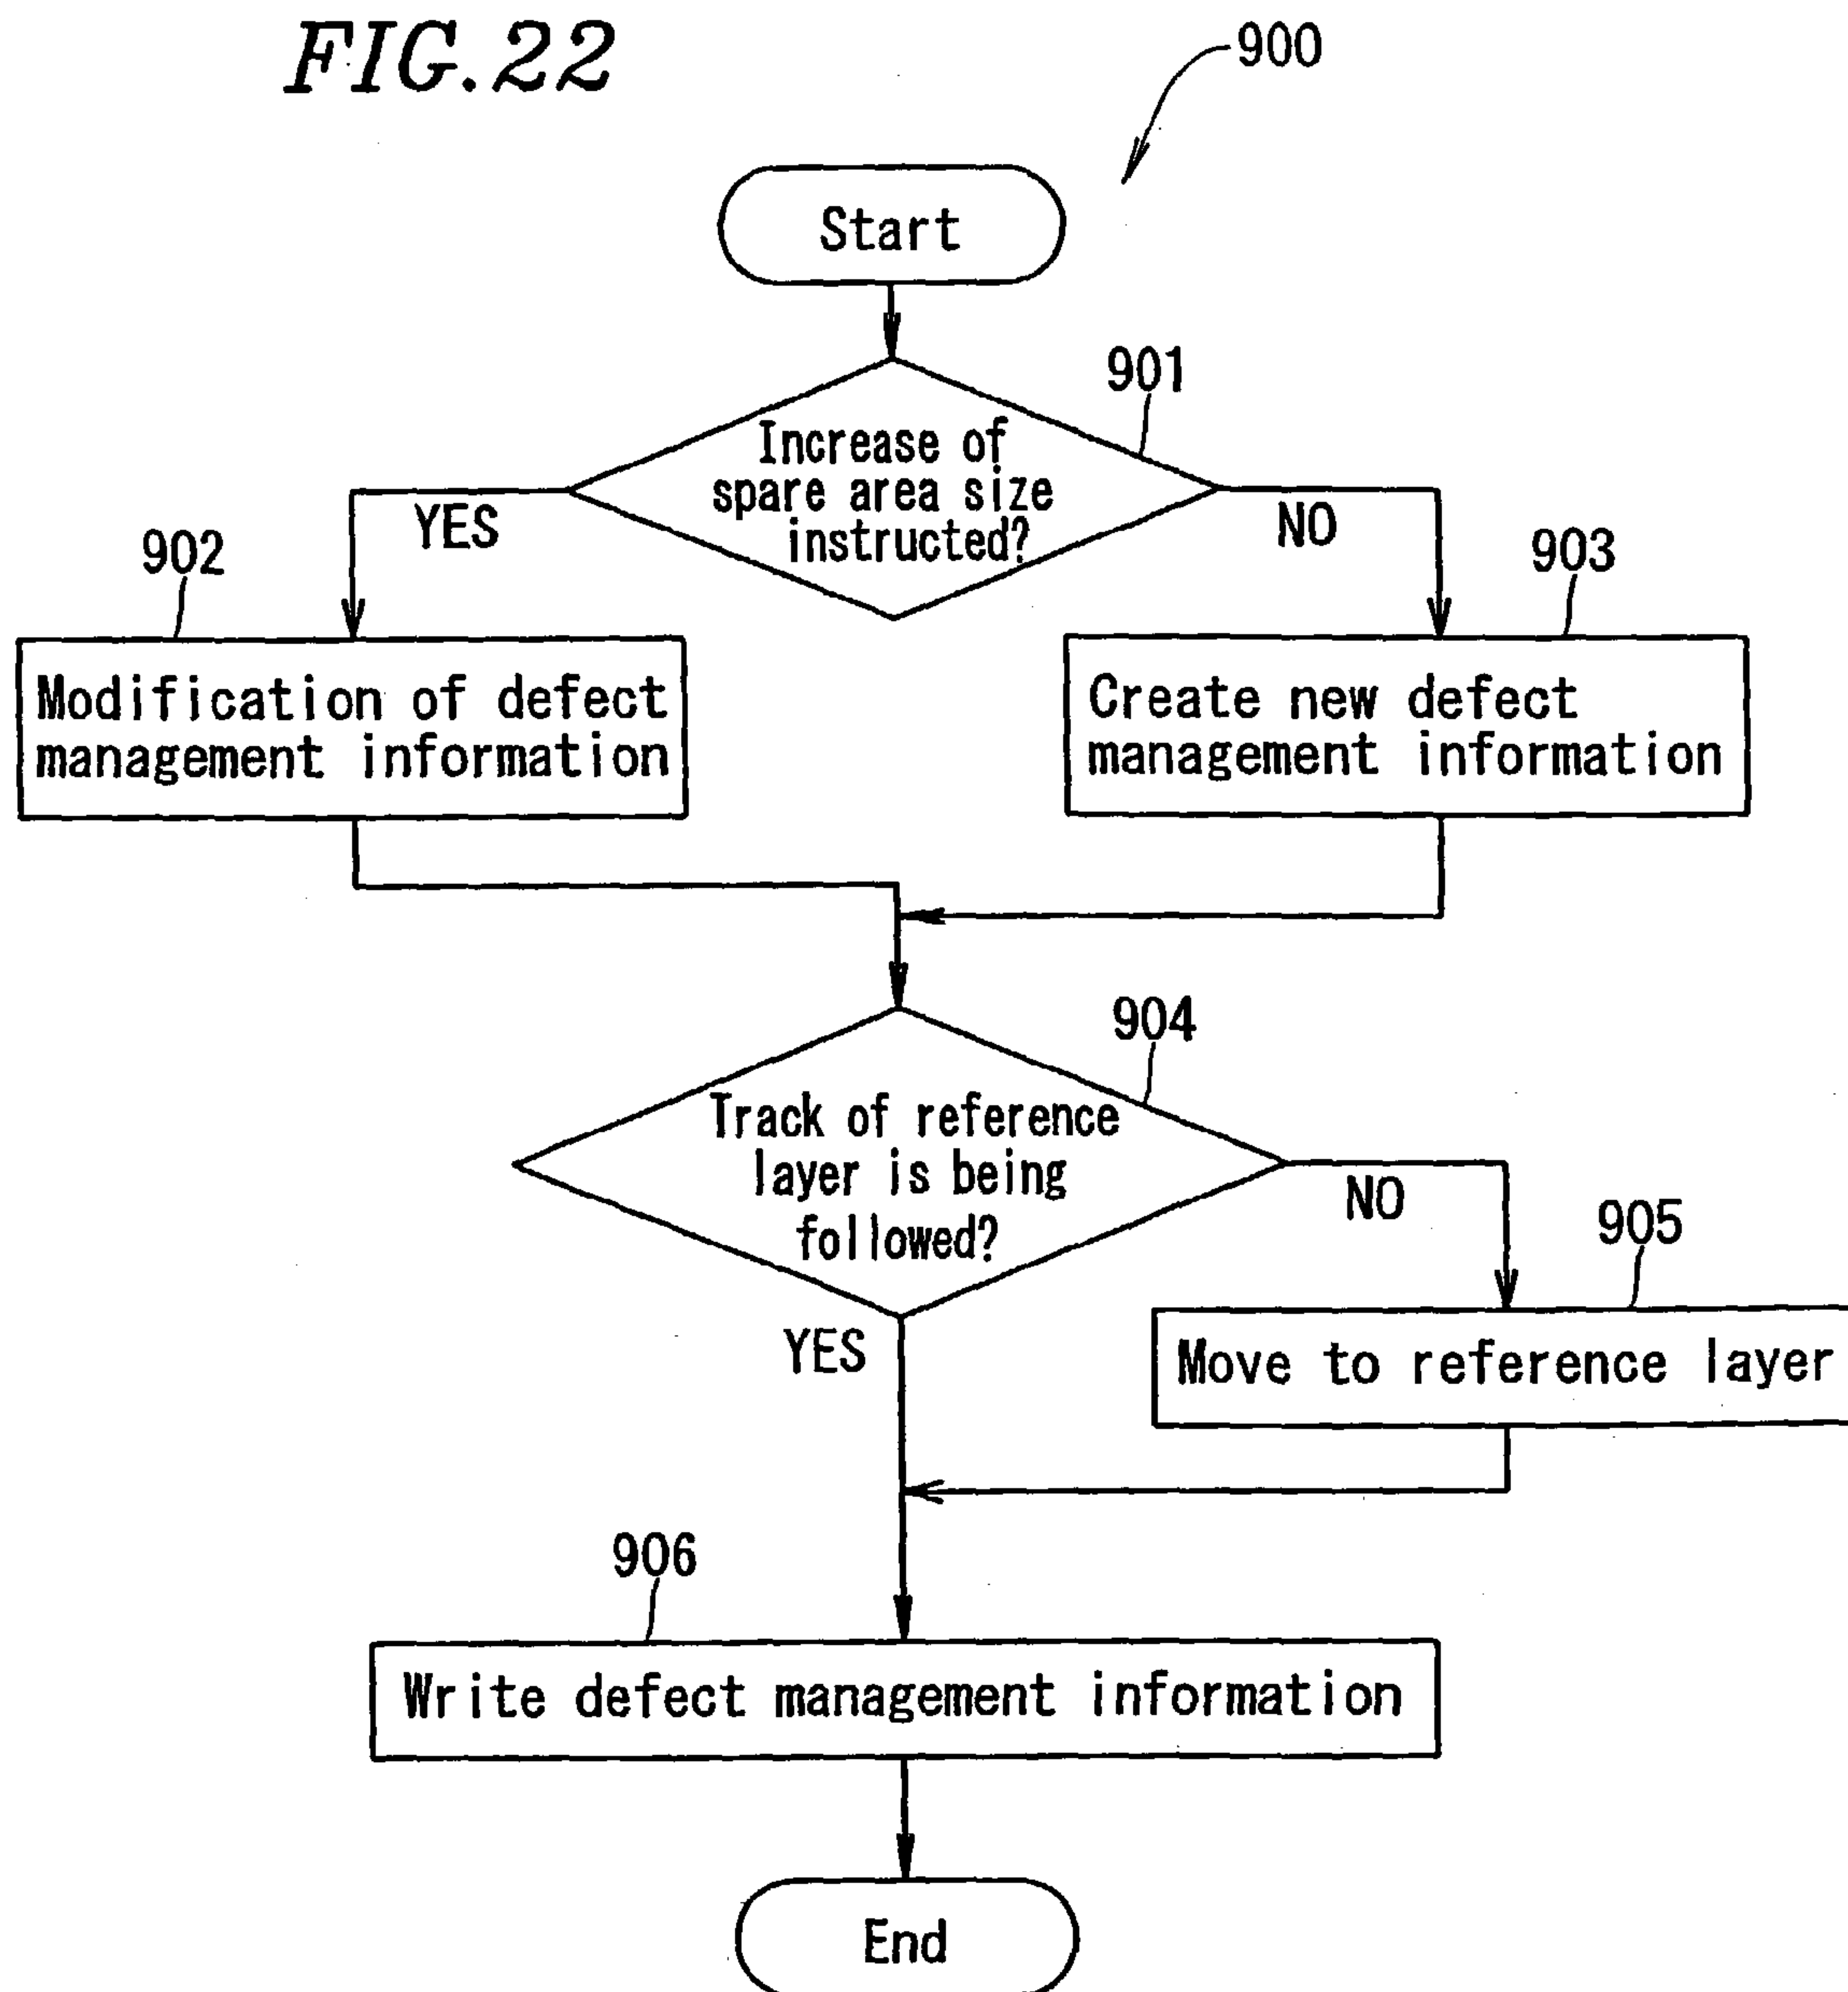 FIG.22
900
Start
901
Increase of
spare area size
instructed?
YES
NO
902
903
Modification of defect
management information
Create new defect
management information
904
Track of reference
layer is being
followed?
NO
905
YES
Move to reference layer
906
Write defect management information
End